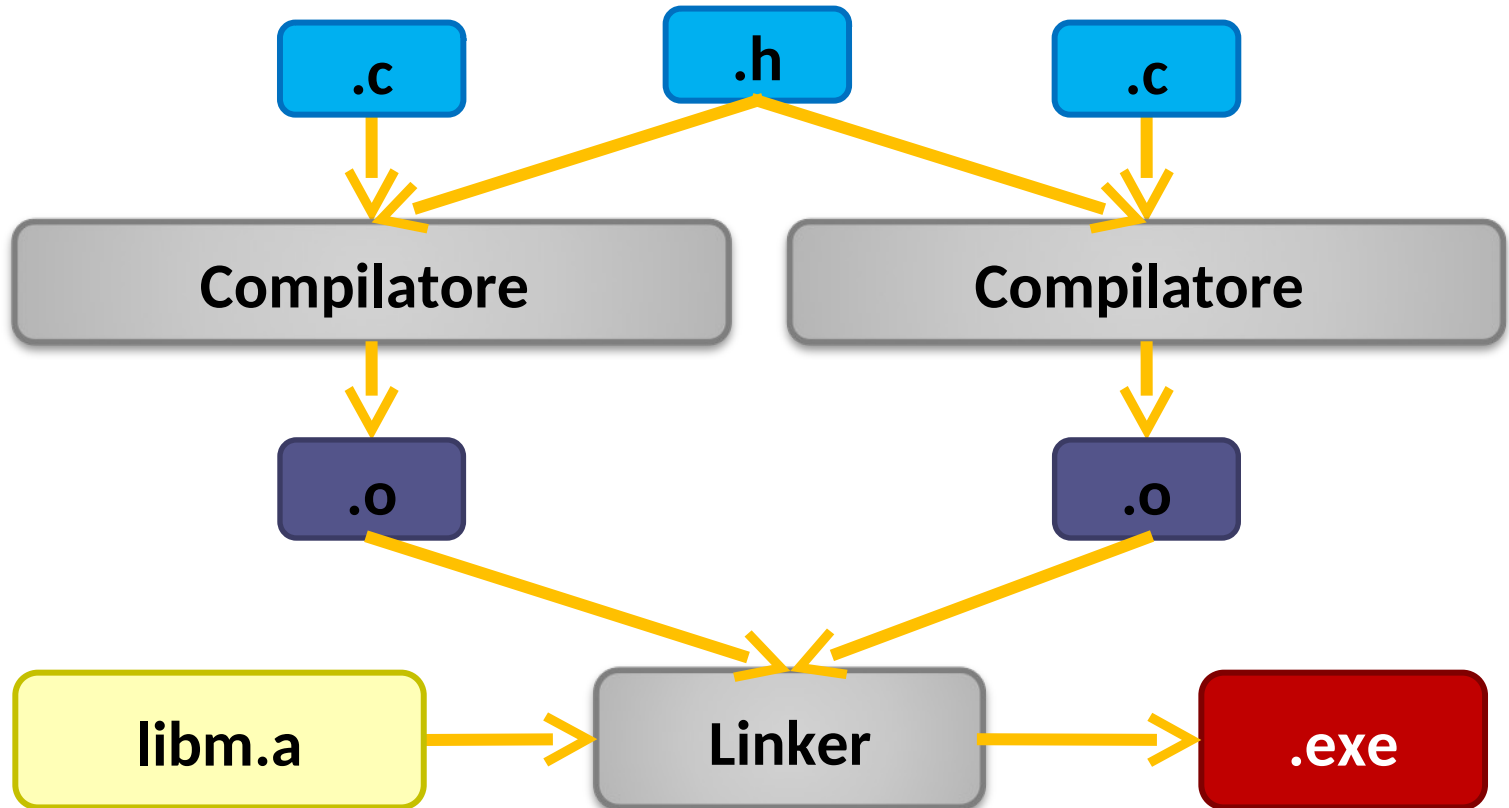 .c
.h
.c
Compilatore
Compilatore
.o
.o
libm.a
Linker
.exe